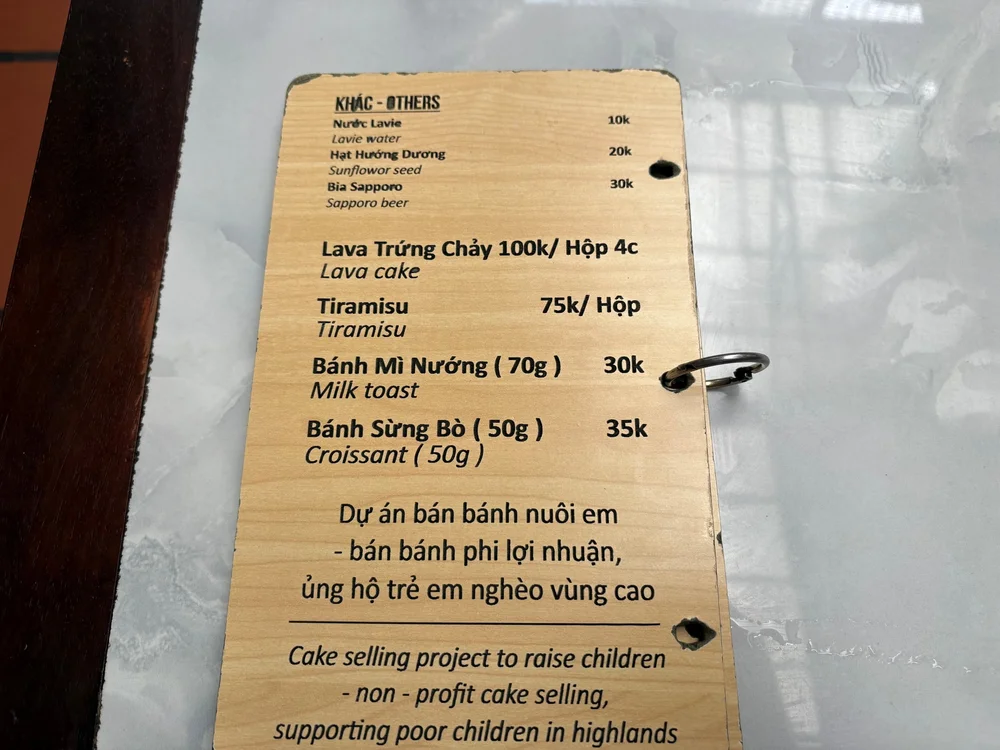 KHÁC - OTHERS
Nước Lavie 10k
Lavie water
Hạt Hướng Dương 20k
Sunflowor seed
Bia Sapporo 30k
Sapporo beer
Lava Trứng Chảy 100k/ Hộp 4c
Lava cake
Tiramisu 75k/ Hộp
Tiramisu
Bánh Mì Nướng ( 70g ) 30k
Milk toast
Bánh Sừng Bò ( 50g ) 35k
Croissant ( 50g )
Dự án bán bánh nuôi em
- bán bánh phi lợi nhuận,
ủng hộ trẻ em nghèo vùng cao
Cake selling project to raise children
- non - profit cake selling,
supporting poor children in highlands